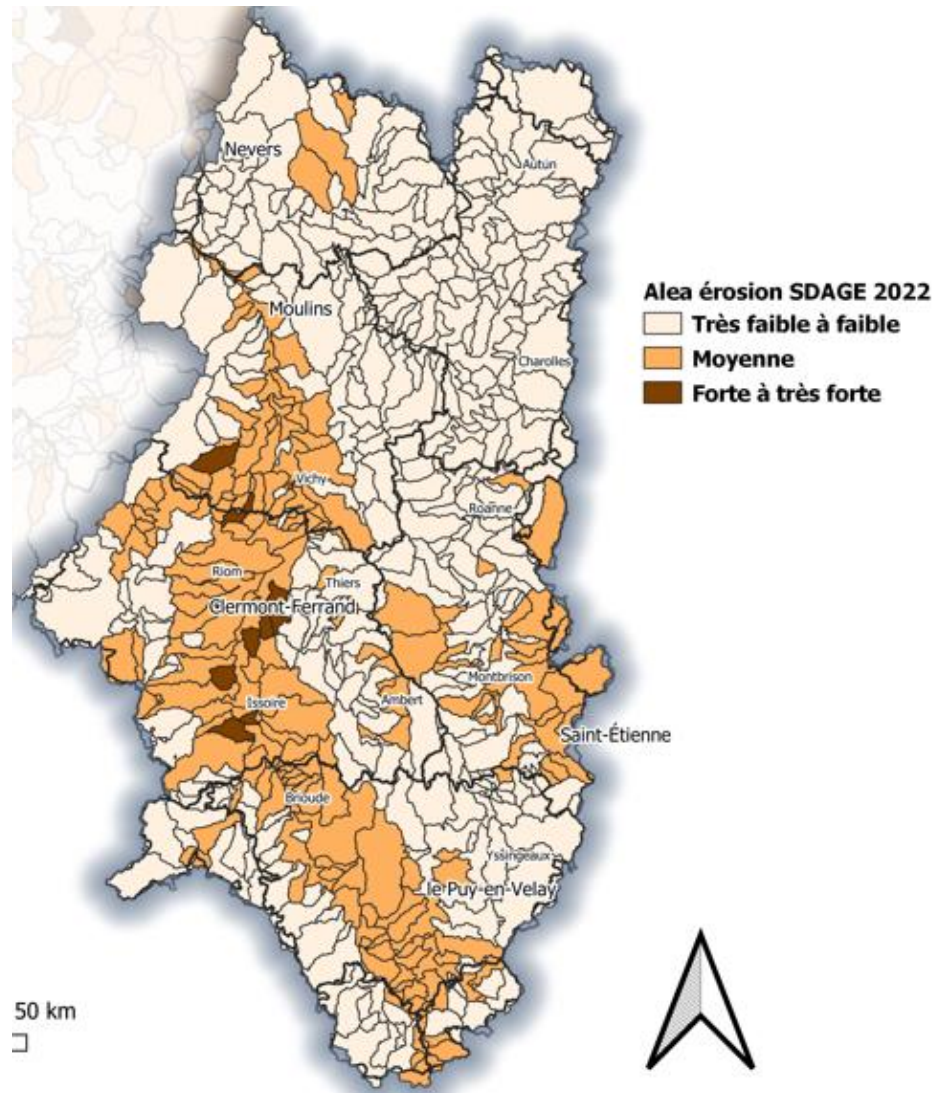 Nevers
Autun
Moulins
Alea érosion SDAGE 2022
Très faible à faible
Moyenne
Forte à très forte
Charolles
Vichy
Roanne
Riom
Thiers
Clermont-Ferrand
Montbrison
Issoire
Ambert
Saint-Étienne
Brioude
Yssingeaux
le Puy-en-Velay
50 km